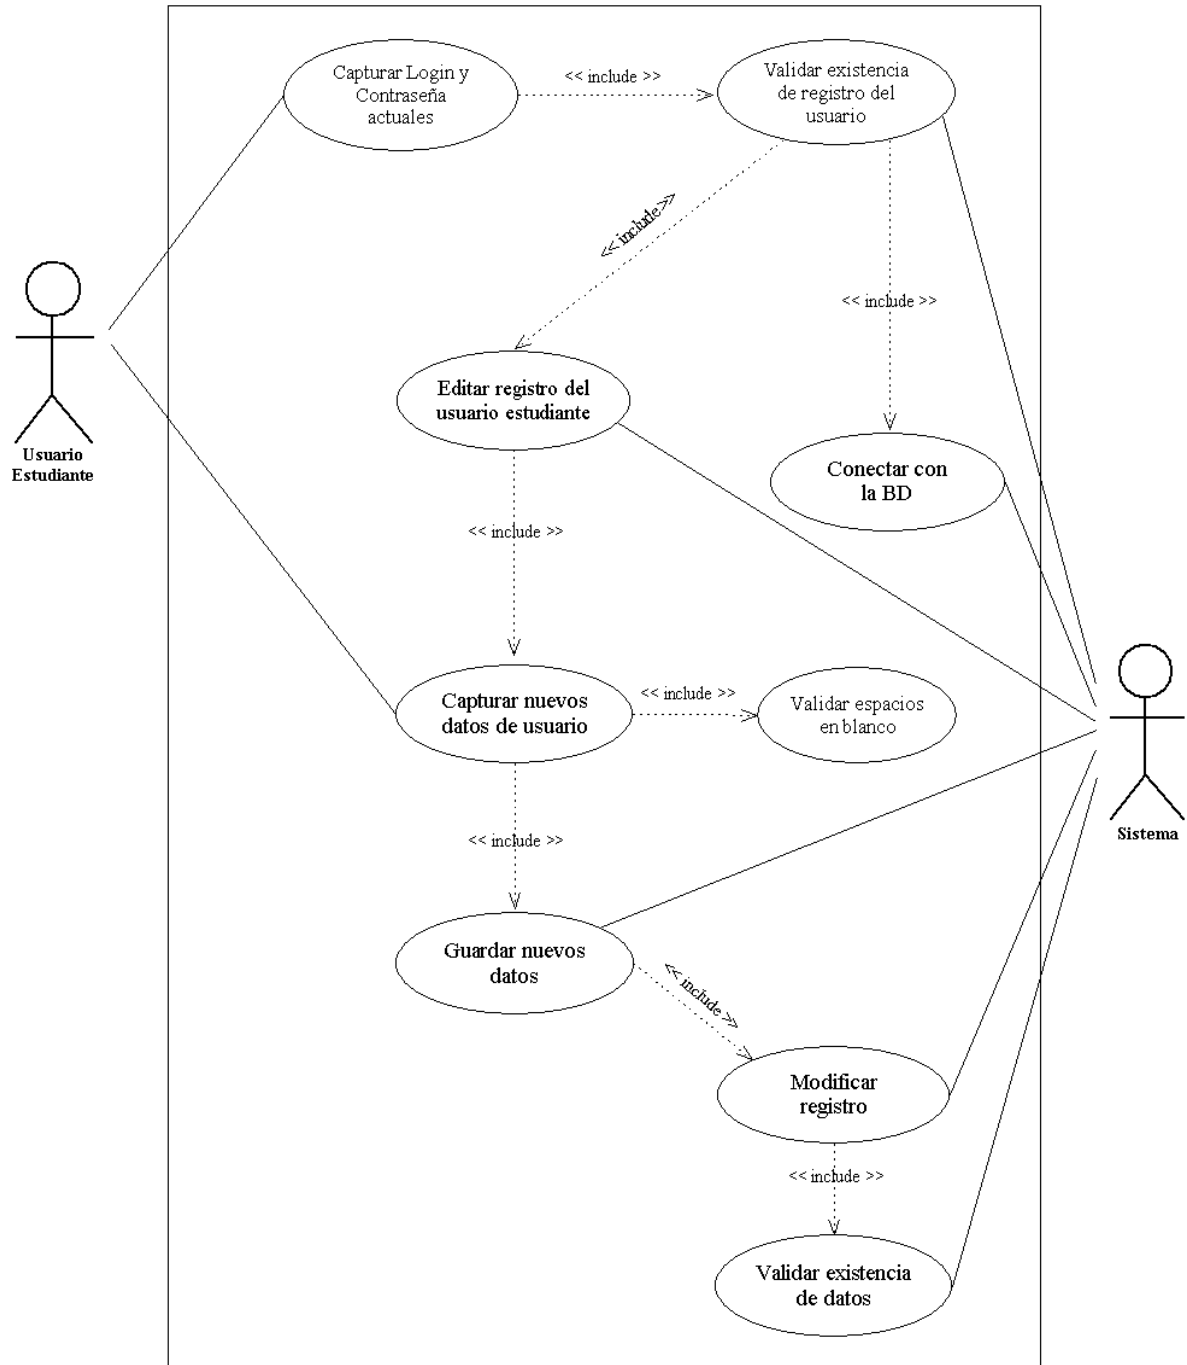 Capturar Login y
Contraseña
actuales
<< include >>
Validar existencia
de registro del
usuario
<< include >>
<< include >>
Usuario
Estudiante
Editar registro del
usuario estudiante
Conectar con
la BD
<< include >>
Capturar nuevos
datos de usuario
<< include >>
Validar espacios
en blanco
Sistema
<< include >>
Guardar nuevos
datos
<< include >>
Modificar
registro
<< include >>
Validar existencia
de datos